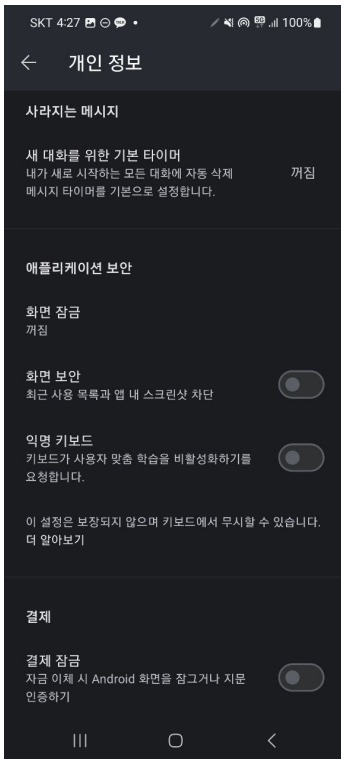 SKT 4:27
100%
개인 정보
사라지는 메시지
새 대화를 위한 기본 타이머
내가 새로 시작하는 모든 대화에 자동 삭제
메시지 타이머를 기본으로 설정합니다.
꺼짐
애플리케이션 보안
화면 잠금
꺼짐
화면 보안
최근 사용 목록과 앱 내 스크린샷 차단
익명 키보드
키보드가 사용자 맞춤 학습을 비활성화하기를
요청합니다.
이 설정은 보장되지 않으며 키보드에서 무시할 수 있습니다.
더 알아보기
결제
결제 잠금
자금 이체 시 Android 화면을 잠그거나 지문
인증하기